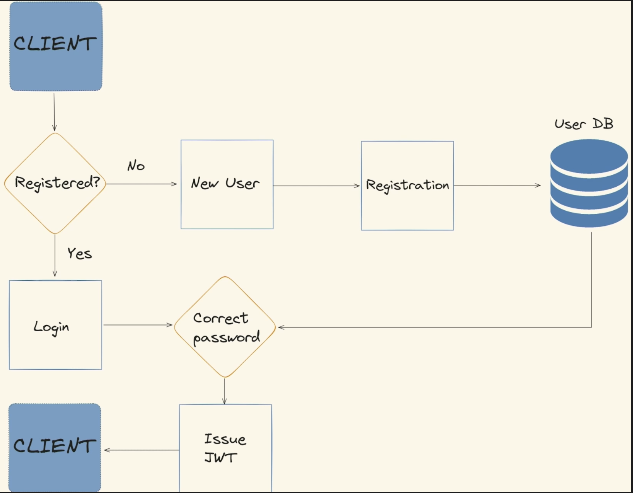 CLIENT
User DB
No
Registered?
New User
Registration
Yes
Login
Correct
password
CLIENT
Issue
JWT